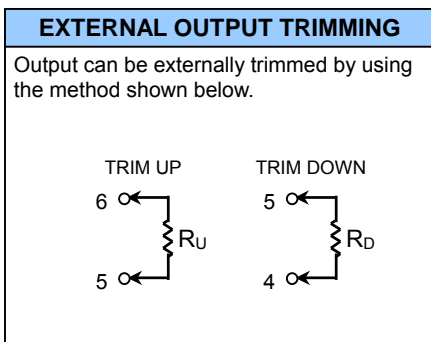 EXTERNAL OUTPUT TRIMMING
Output can be externally trimmed by using
the method shown below.
TRIM UP TRIM DOWN
6 5
RU RD
5 4